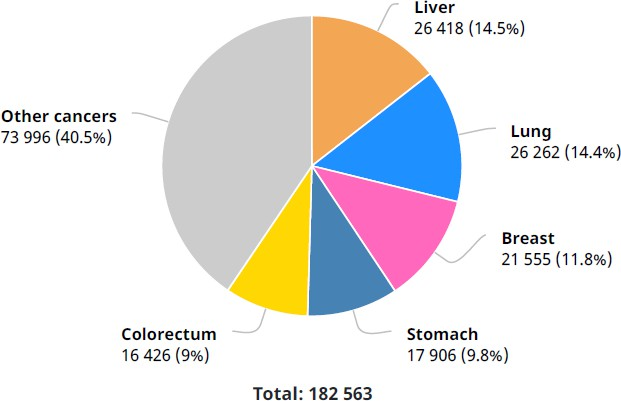 Liver
26 418 (14.5%)
Lung
26 262 (14.4%)
Breast
21 555 (11.8%)
Stomach
17 906 (9.8%)
Colorectum
16 426 (9%)
Other cancers
73 996 (40.5%)
Total: 182 563